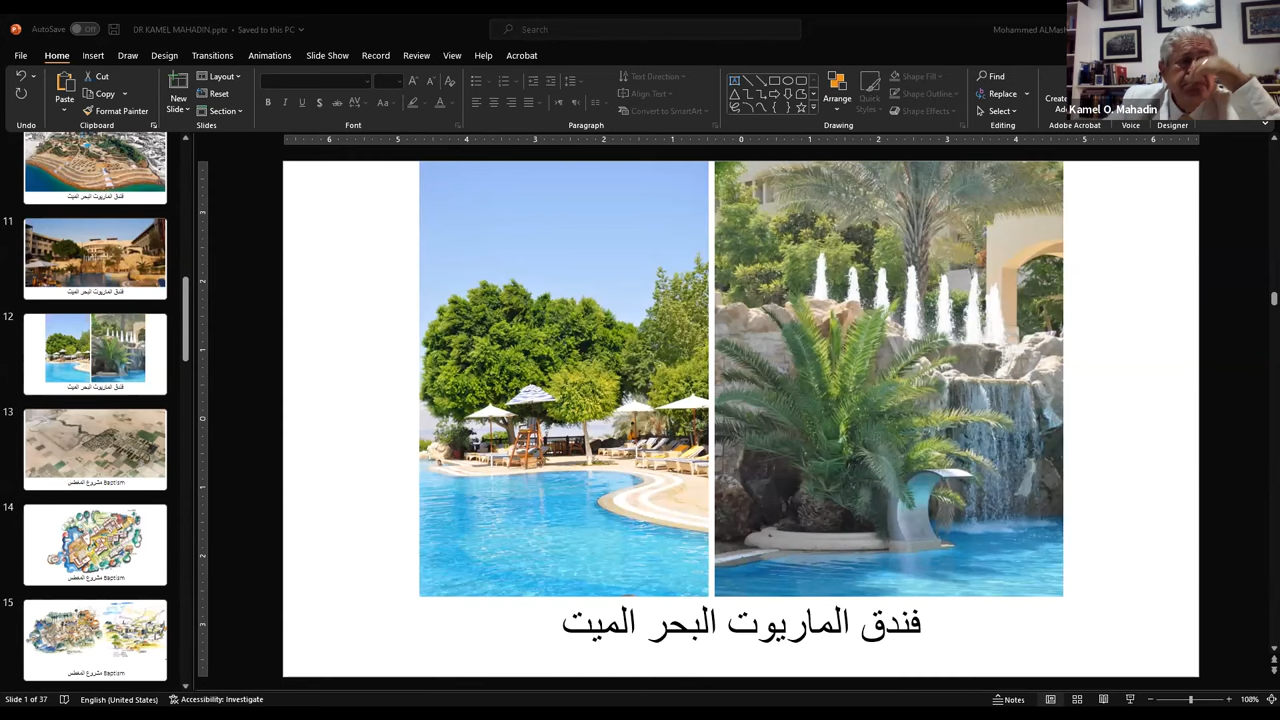 AutoSave
Off
DR KAMEL MAHADIN.pptx • Saved to this PC
Search
Mohammed
File Home Insert Draw Design Transitions Animations Slide Show Record Review View Help Acrobat
Paste
Cut
Copy
Format Painter
New Slide
Layout
Reset
Section
Text Direction
Align Text
Convert to SmartArt
Arrange
Quick Styles
Shape Fill
Shape Outline
Shape Effects
Find
Replace
Select
Kamel O. Mahadin
Undo Clipboard Slides Font Paragraph Drawing Editing Adobe Acrobat Voice Designer
فندق الماريوت البحر الميت
11
فندق الماريوت البحر الميت
12
فندق الماريوت البحر الميت
13
مشروع المغطس Baptism
14
مشروع المغطس Baptism
15
مشروع المغطس Baptism
فندق الماريوت البحر الميت
Slide 1 of 37 English (United States) Accessibility: Investigate Notes 108%